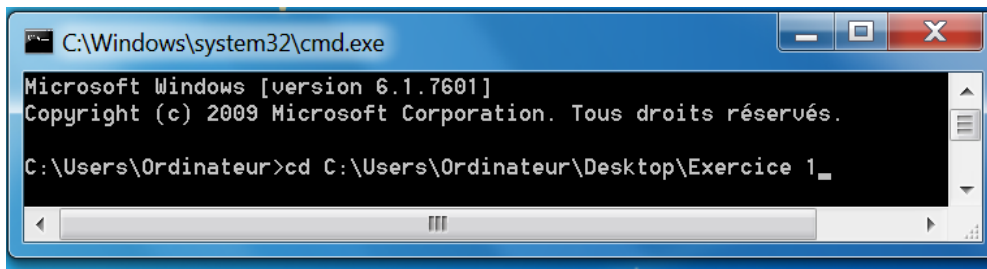 C:\Windows\system32\cmd.exe
Microsoft Windows [version 6.1.7601]
Copyright (c) 2009 Microsoft Corporation. Tous droits réservés.
C:\Users\Ordinateur>cd C:\Users\Ordinateur\Desktop\Exercice 1_